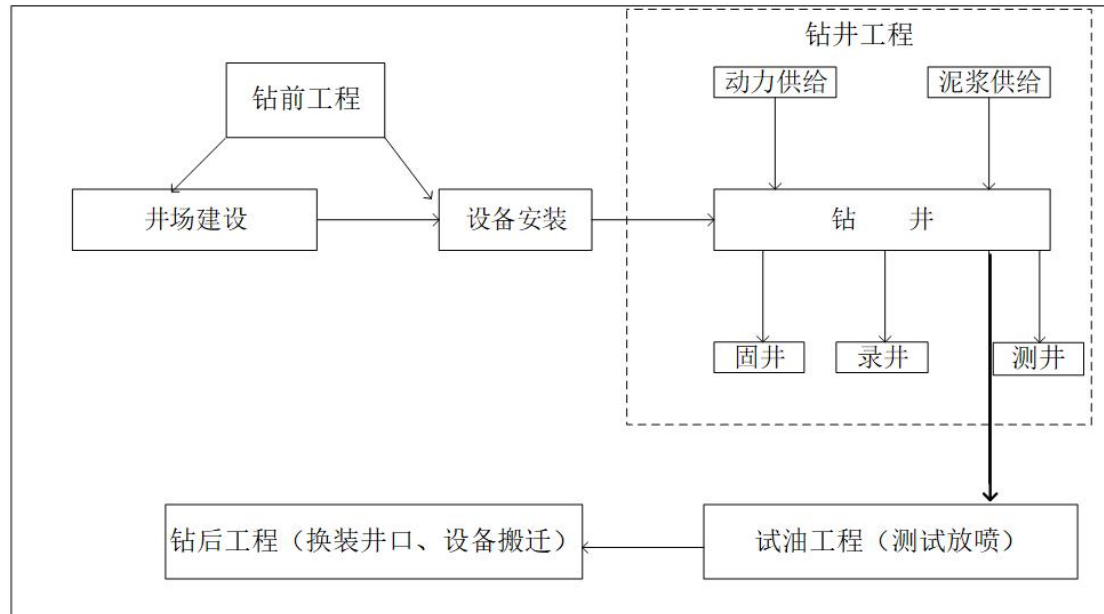 钻井工程
动力供给
泥浆供给
钻前工程
井场建设
设备安装
钻 井
固井
录井
测井
钻后工程（换装井口、设备搬迁）
试油工程（测试放喷）